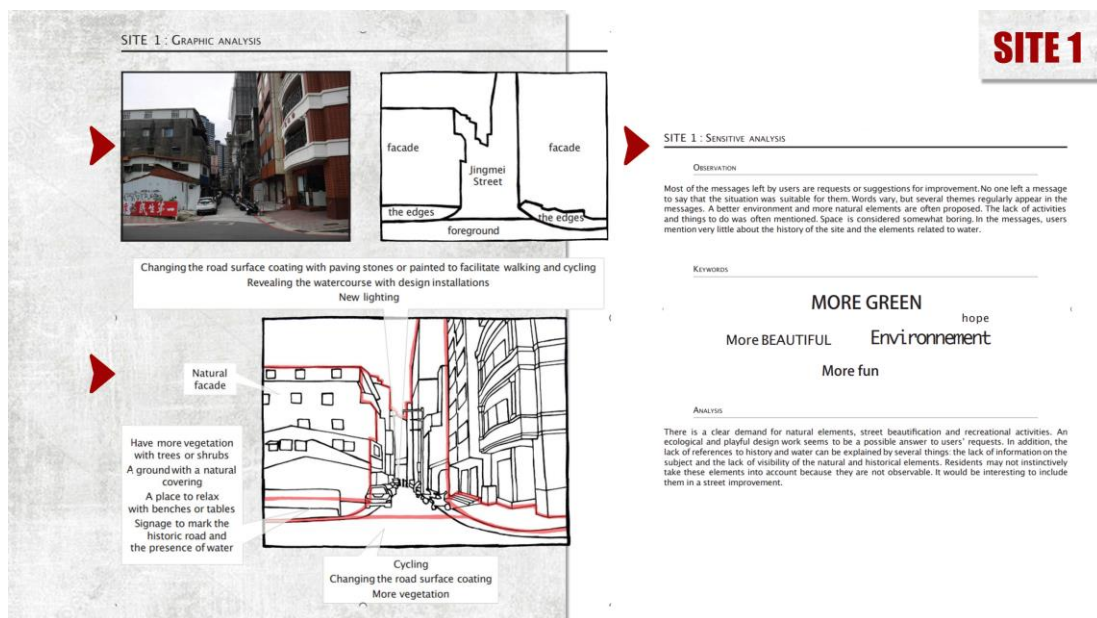 SITE 1 : GRAPHIC ANALYSIS
facade
facade
Jingmei
Street
the edges
the edges
foreground
Changing the road surface coating with paving stones or painted to facilitate walking and cycling
Revealing the watercourse with design installations
New lighting
Natural
facade
Have more vegetation
with trees or shrubs
A ground with a natural
covering
A place to relax
with benches or tables
Signage to mark the
historic road and
the presence of water
Cycling
Changing the road surface coating
More vegetation
SITE 1
SITE 1 : SENSITIVE ANALYSIS
OBSERVATION
Most of the messages left by users are requests or suggestions for improvement. No one left a message
to say that the situation was suitable for them. Words vary, but several themes regularly appear in the
messages. A better environment and more natural elements are often proposed. The lack of activities
and things to do was often mentioned. Space is considered somewhat boring. In the messages, users
mention very little about the history of the site and the elements related to water.
KEYWORDS
MORE GREEN
hope
More BEAUTIFUL
Environnement
More fun
ANALYSIS
There is a clear demand for natural elements, street beautification and recreational activities. An
ecological and playful design work seems to be a possible answer to users' requests. In addition, the
lack of references to history and water can be explained by several things: the lack of information on the
subject and the lack of visibility of the natural and historical elements. Residents may not instinctively
take these elements into account because they are not observable. It would be interesting to include
them in a street improvement.